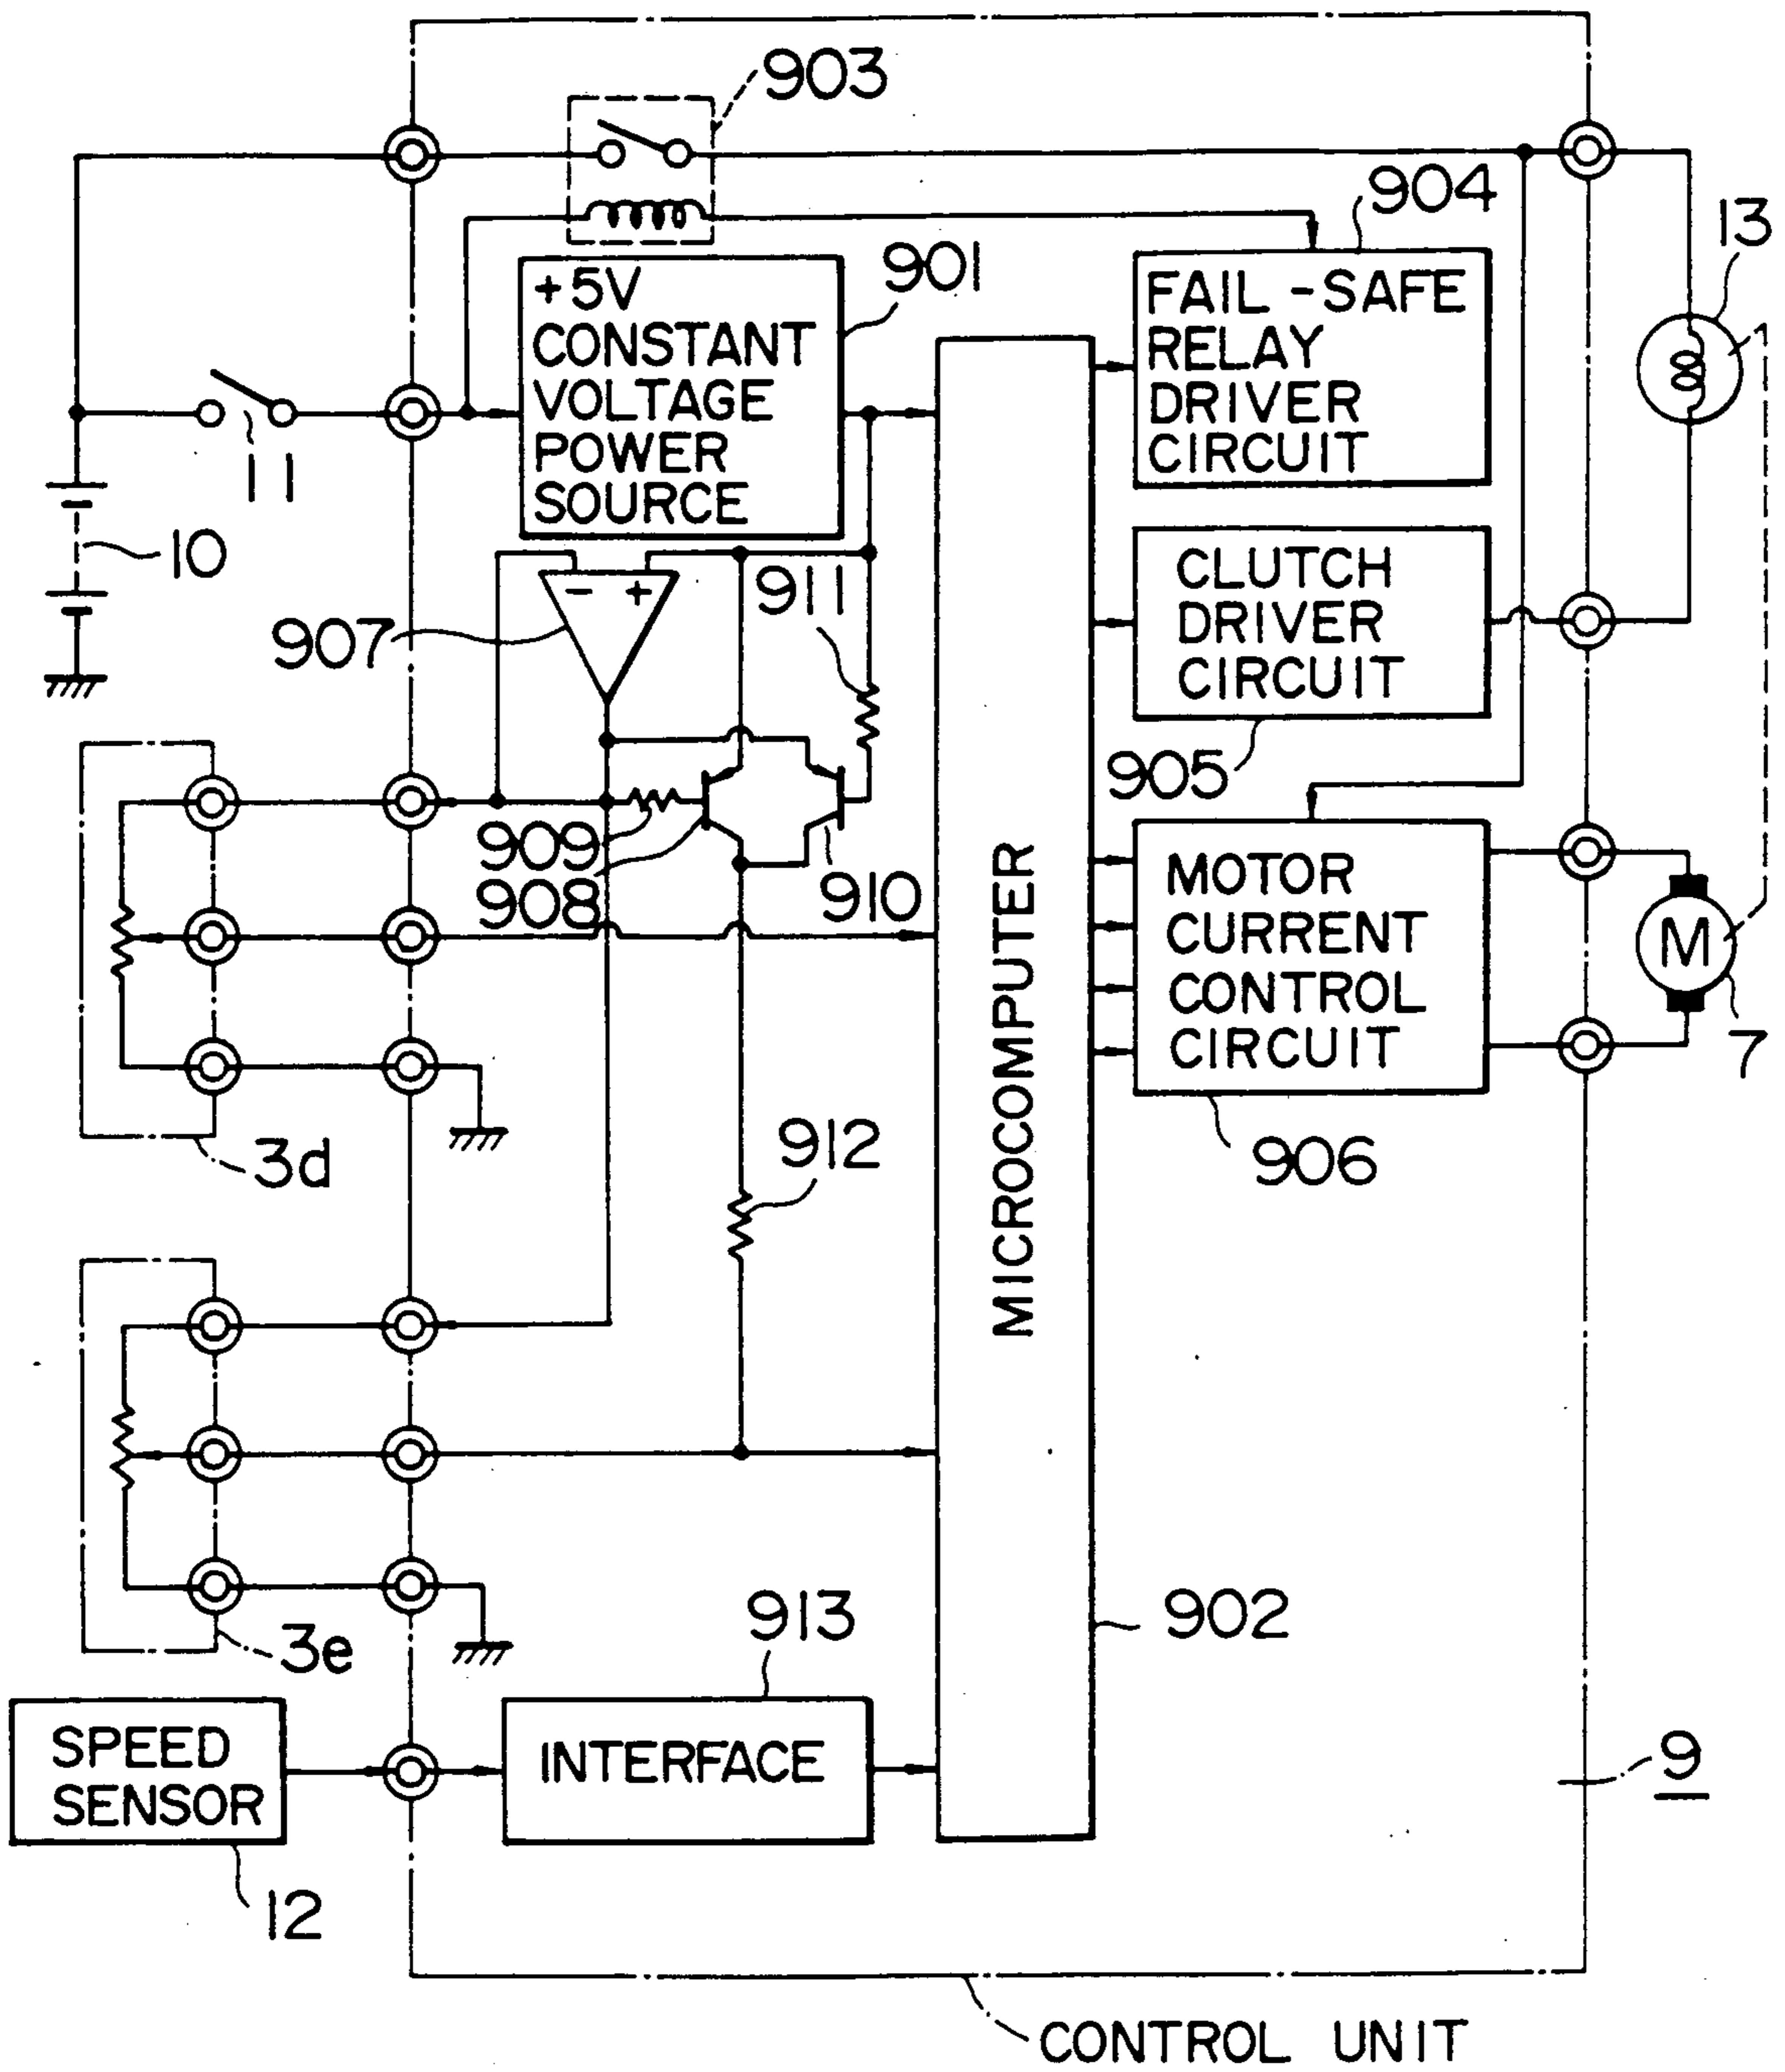 903
904
13
901
+5V
CONSTANT
VOLTAGE
POWER
SOURCE
FAIL-SAFE
RELAY
DRIVER
CIRCUIT
1
11
10
CLUTCH
DRIVER
CIRCUIT
911
- +
907
905
909
908
910
MICROCOMPUTER
MOTOR
CURRENT
CONTROL
CIRCUIT
M
7
3d
912
906
3e
913
902
SPEED
SENSOR
INTERFACE
9
12
CONTROL UNIT